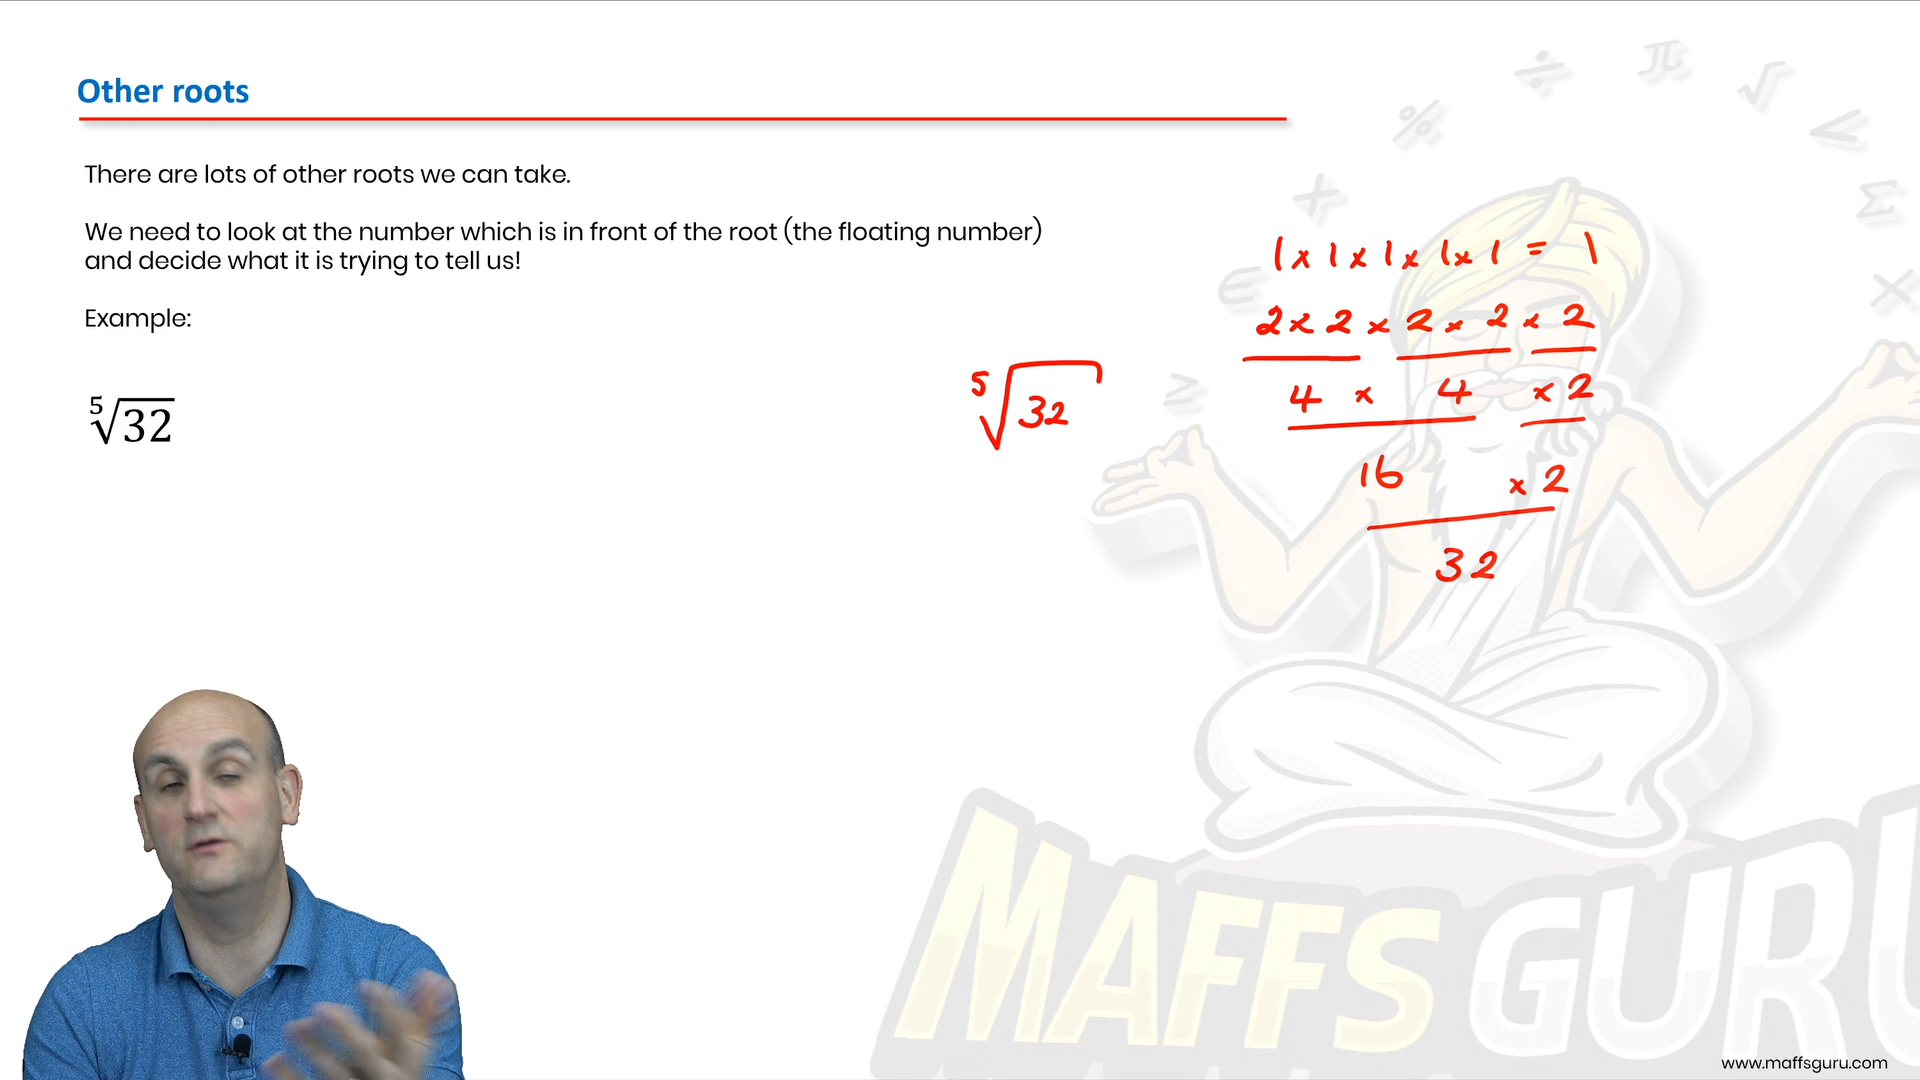 Other roots
There are lots of other roots we can take.
We need to look at the number which is in front of the root (the floating number)
and decide what it is trying to tell us!
Example:
⁵√32
⁵√32
1 x 1 x 1 x 1 x 1 = 1
2 x 2 x 2 x 2 x 2
4 x 4 x 2
16 x 2
32
% ÷ π √ < + Σ € × ≥
MAFFS GURU
www.maffsguru.com